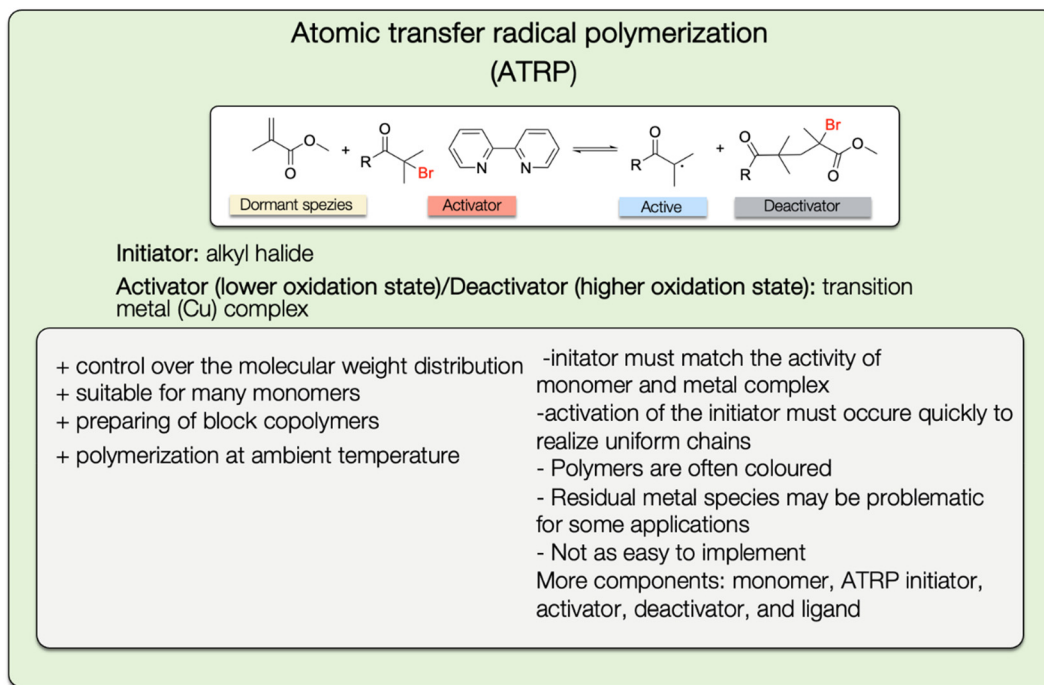 Atomic transfer radical polymerization
(ATRP)
O
O
+
R
O
Br
N
N
R
O
+
R
O
Br
O
O
Dormant spezies
Activator
Active
Deactivator
Initiator: alkyl halide
Activator (lower oxidation state)/Deactivator (higher oxidation state): transition
metal (Cu) complex
+ control over the molecular weight distribution
+ suitable for many monomers
+ preparing of block copolymers
+ polymerization at ambient temperature
-initator must match the activity of
monomer and metal complex
-activation of the initiator must occure quickly to
realize uniform chains
- Polymers are often coloured
- Residual metal species may be problematic
for some applications
- Not as easy to implement
More components: monomer, ATRP initiator,
activator, deactivator, and ligand